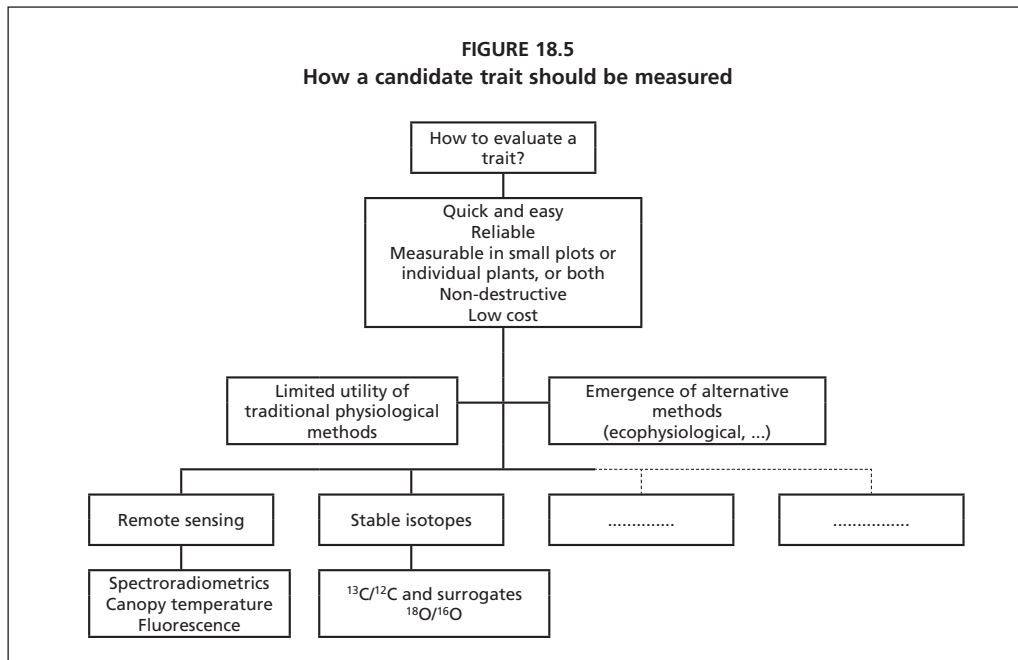 FIGURE 18.5
How a candidate trait should be measured
How to evaluate a
trait?
Quick and easy
Reliable
Measurable in small plots or
individual plants, or both
Non-destructive
Low cost
Limited utility of
traditional physiological
methods
Emergence of alternative
methods
(ecophysiological, ...)
Remote sensing
Stable isotopes
..............
................
Spectroradiometrics
Canopy temperature
Fluorescence
¹³C/¹²C and surrogates
¹⁸O/¹⁶O